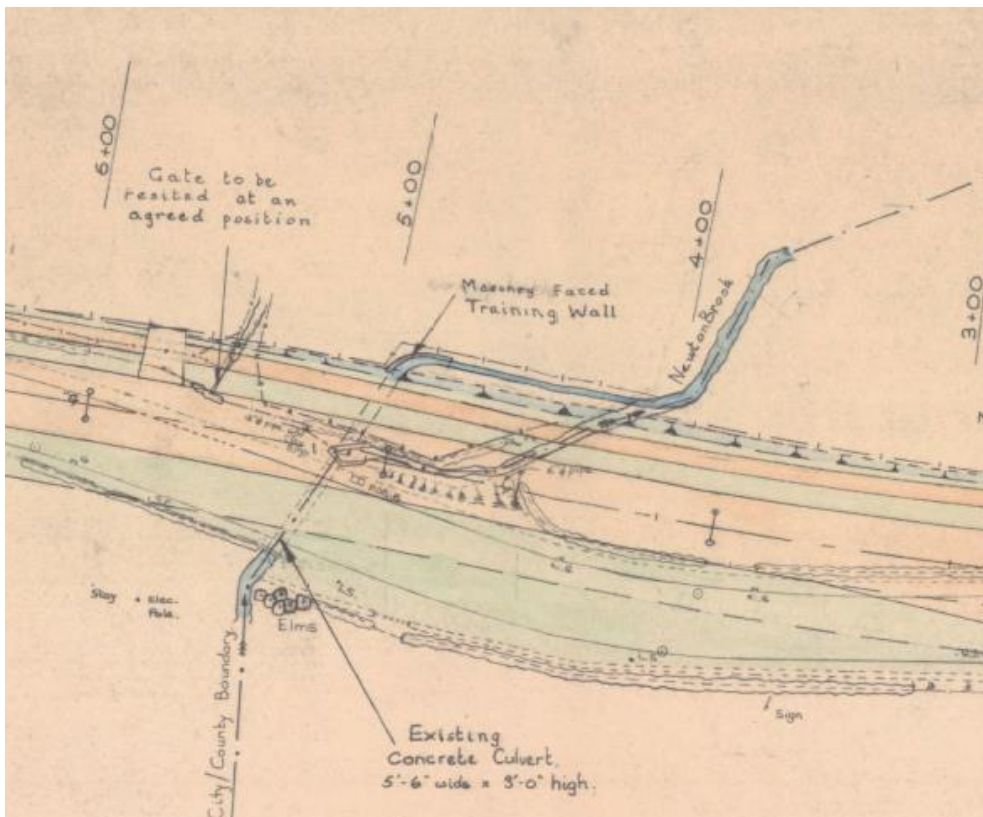 6+00
Gate to be
resited at an
agreed position
5+00
4+00
3+00
Masonry Faced
Training Wall
Newton Brook
Stay
Elec.
Pole.
Elms
L.S.
City/County Boundary
Existing
Concrete Culvert.
5'-6" wide x 3'-0" high.
Sign